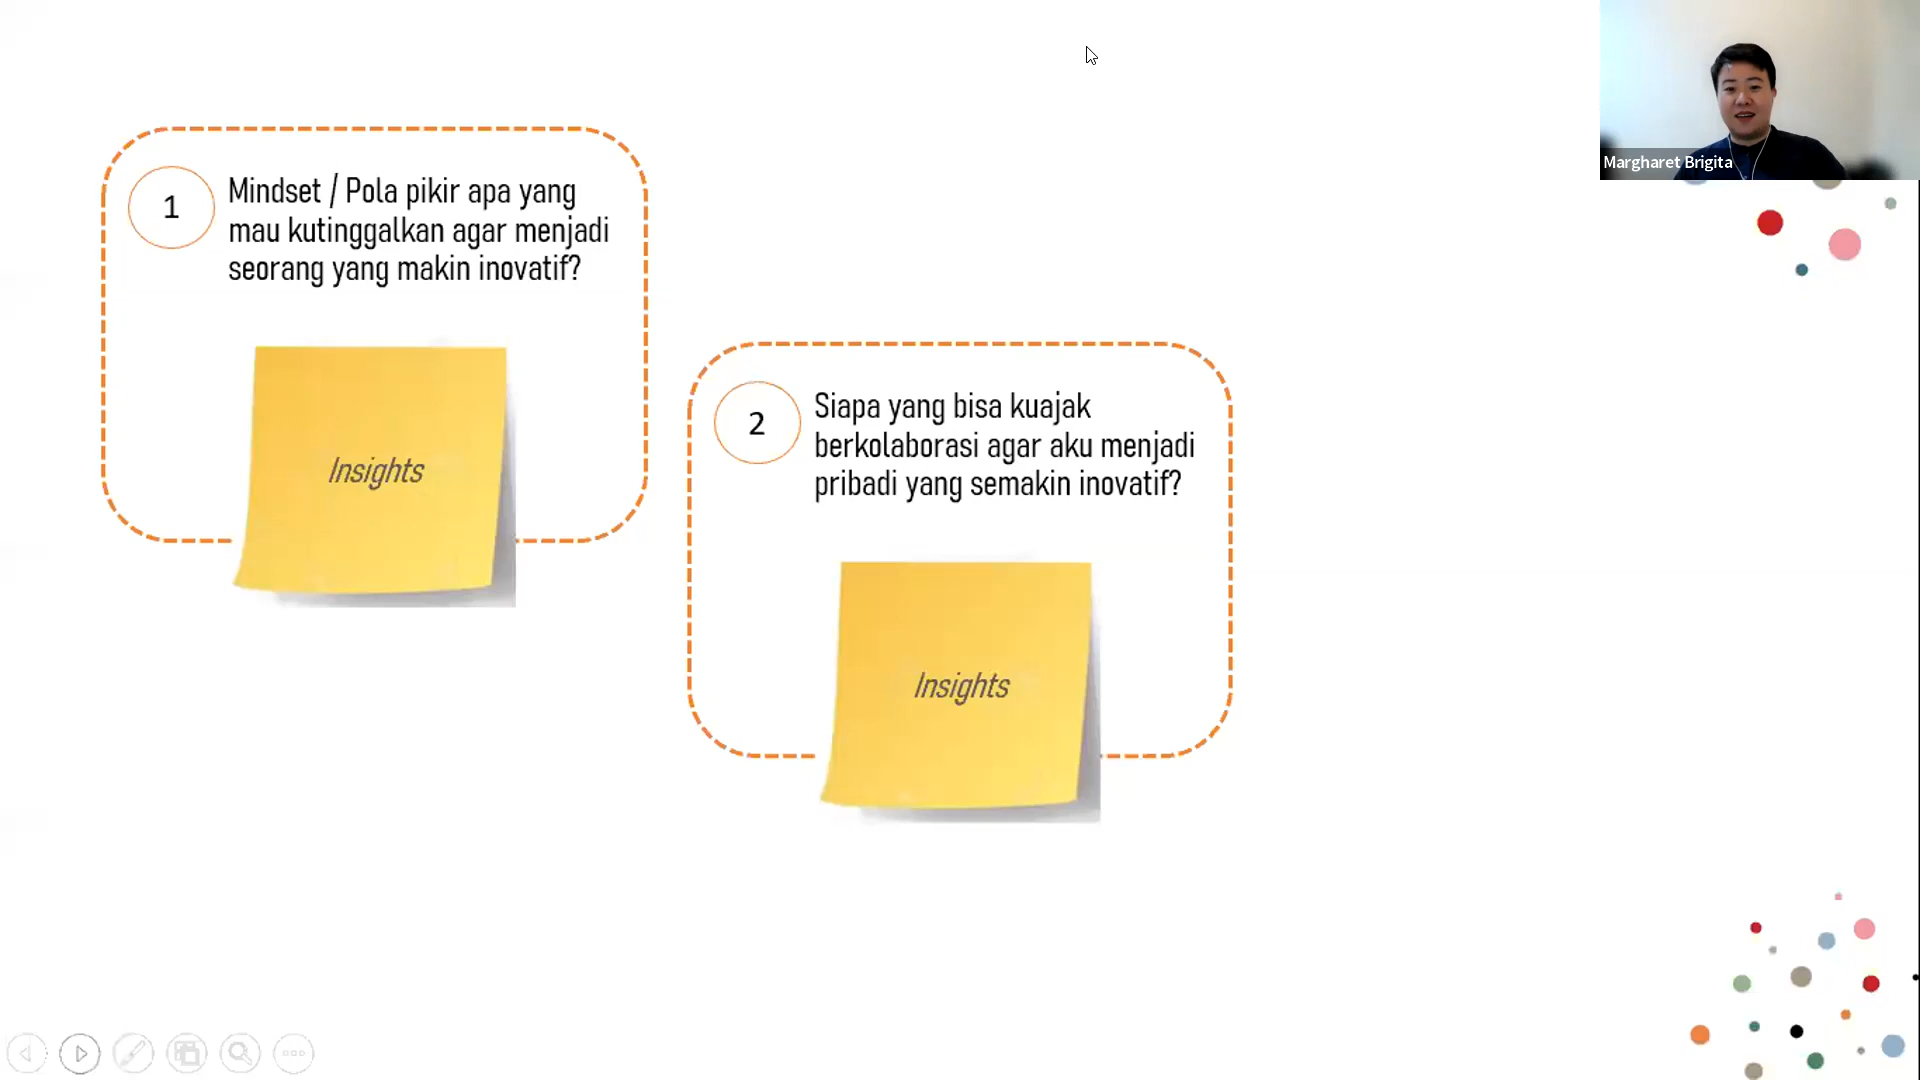 Margharet Brigita
1
Mindset / Pola pikir apa yang
mau kutinggalkan agar menjadi
seorang yang makin inovatif?
Insights
2
Siapa yang bisa kuajak
berkolaborasi agar aku menjadi
pribadi yang semakin inovatif?
Insights